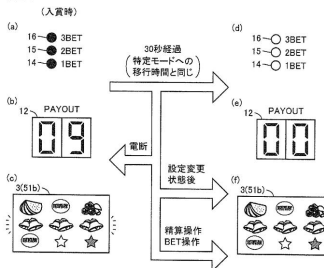 (入賞時)
(a)
16 3BET
15 2BET
14 1BET
30秒経過
(特定モードへの
移行時間と同じ)
(d)
16 3BET
15 2BET
14 1BET
(b)
12 PAYOUT
09
電断
(e)
12 PAYOUT
00
(c)
3(51b)
設定変更
状態後
精算操作
BET操作
(f)
3(51b)